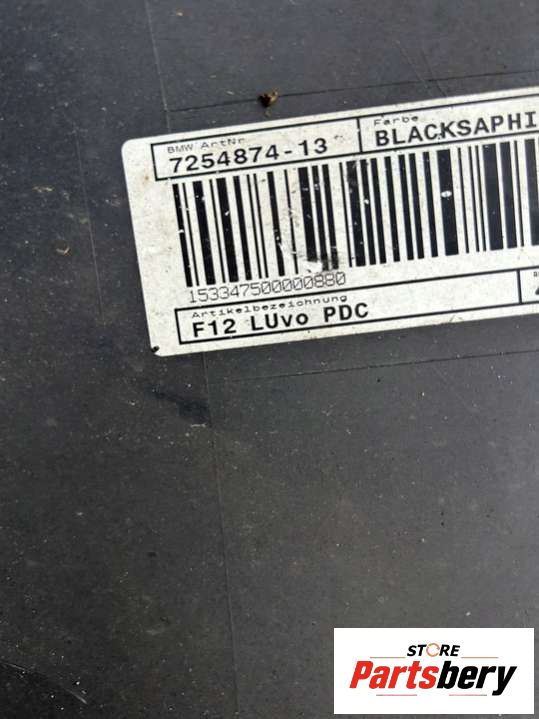 BMW ArtNr
7254874-13
Farbe
BLACKSAPHI
153347500000880
Artikelbezeichnung
F12 LUvo PDC
STORE
Partsbery